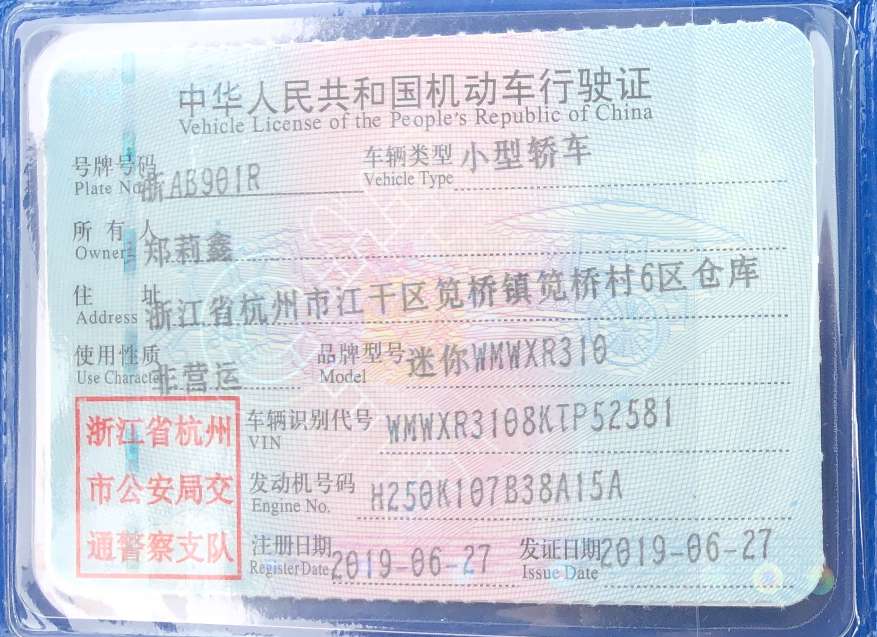 中华人民共和国机动车行驶证
Vehicle License of the People's Republic of China
号牌号码 浙AB901R 车辆类型 小型轿车
Plate No. Vehicle Type
所有人 郑莉鑫
Owner
住址 浙江省杭州市江干区笕桥镇笕桥村6区仓库
Address
使用性质 非营运 品牌型号 迷你WMWXR310
Use Character Model
浙江省杭州
市公安局交
通警察支队
车辆识别代号 WMWXR3108KTP52581
VIN
发动机号码 H250K107B38A15A
Engine No.
注册日期 2019-06-27 发证日期 2019-06-27
Register Date Issue Date